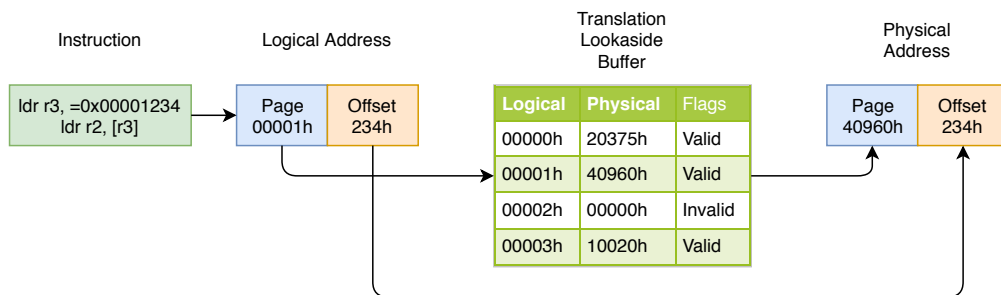 Instruction
Logical Address
Translation
Lookaside
Buffer
Physical
Address
ldr r3, =0x00001234
ldr r2, [r3]
Page
00001h
Offset
234h
Logical Physical Flags
00000h 20375h Valid
00001h 40960h Valid
00002h 00000h Invalid
00003h 10020h Valid
Page
40960h
Offset
234h